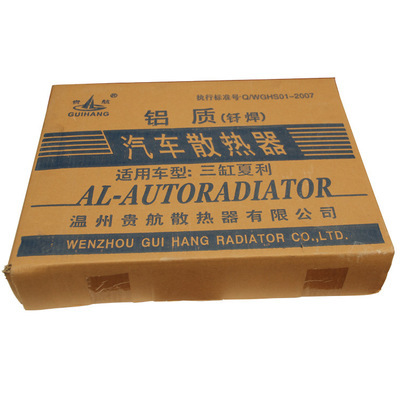 贵 航 ®
GUIHANG
执行标准号:Q/WGHS01-2007
铝 质(钎焊)
汽车散热器
适用车型:三缸夏利
AL-AUTORADIATOR
温州贵航散热器有限公司
WENZHOU GUI HANG RADIATOR CO.,LTD.